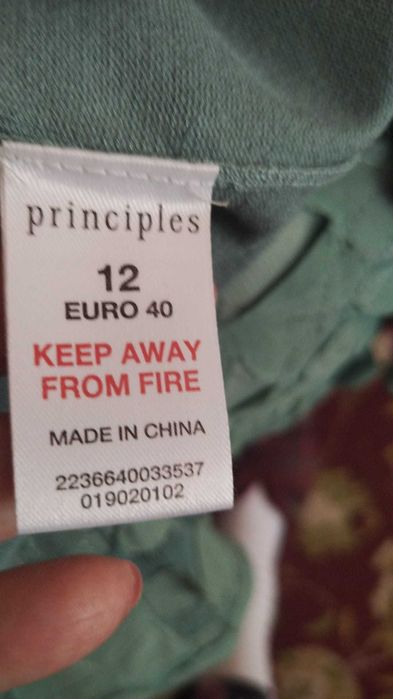 principles
12
EURO 40
KEEP AWAY
FROM FIRE
MADE IN CHINA
2236640033537
019020102